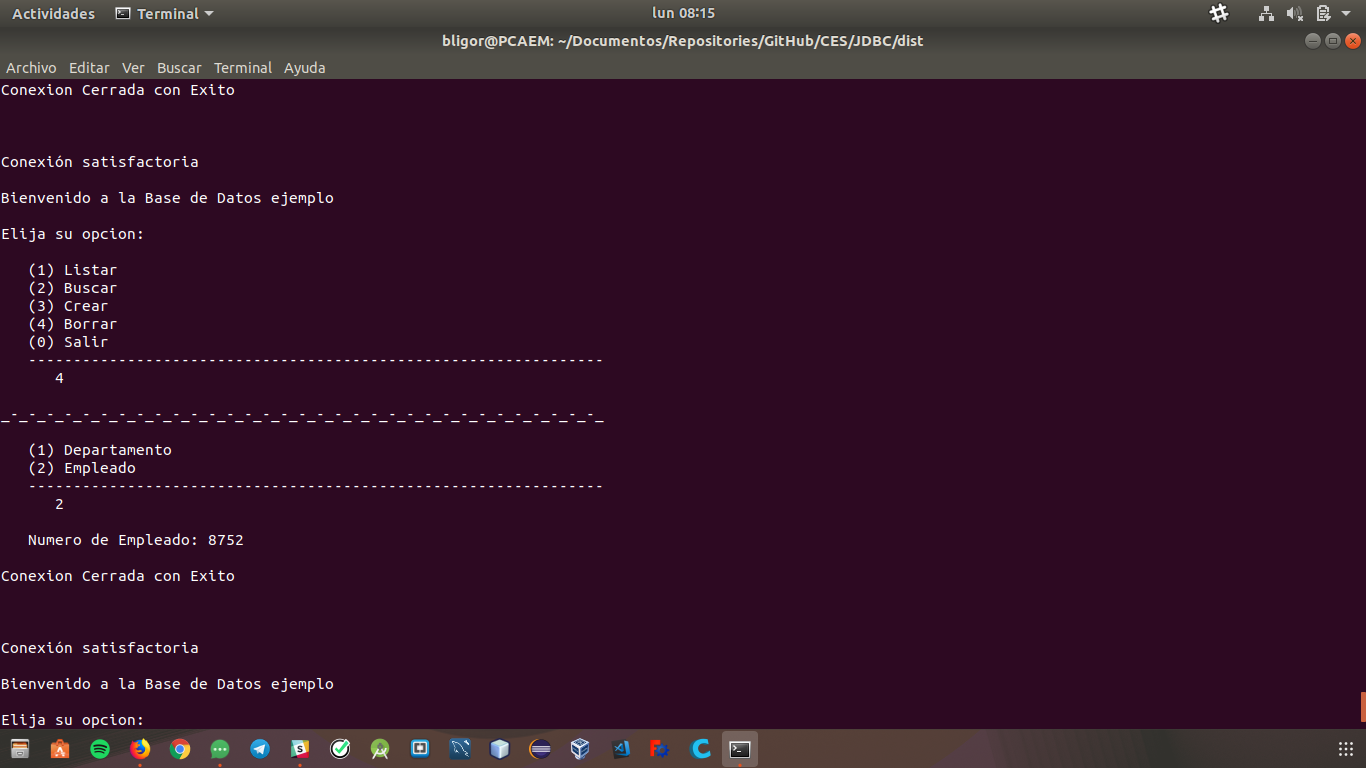 Actividades Terminal lun 08:15
bligor@PCAEM: ~/Documentos/Repositories/GitHub/CES/JDBC/dist
Archivo Editar Ver Buscar Terminal Ayuda
Conexion Cerrada con Exito
Conexión satisfactoria
Bienvenido a la Base de Datos ejemplo
Elija su opcion:
(1) Listar
(2) Buscar
(3) Crear
(4) Borrar
(0) Salir
----------------------------------------------------------------
4
_-_-_-_-_-_-_-_-_-_-_-_-_-_-_-_-_-_-_-_-_-_-_-_-_-_-_-_-_-_-_-_-_-_
(1) Departamento
(2) Empleado
----------------------------------------------------------------
2
Numero de Empleado: 8752
Conexion Cerrada con Exito
Conexión satisfactoria
Bienvenido a la Base de Datos ejemplo
Elija su opcion: